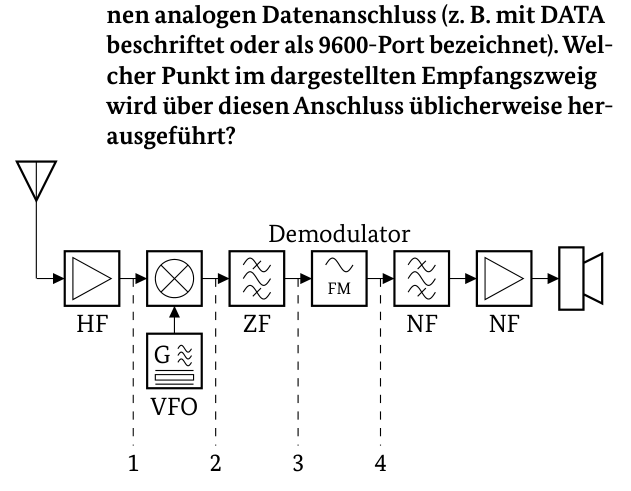 nen analogen Datenanschluss (z. B. mit DATA
beschriftet oder als 9600-Port bezeichnet). Wel-
cher Punkt im dargestellten Empfangszweig
wird über diesen Anschluss üblicherweise her-
ausgeführt?
Demodulator
FM
HF
ZF
NF
NF
G
VFO
1 2 3 4